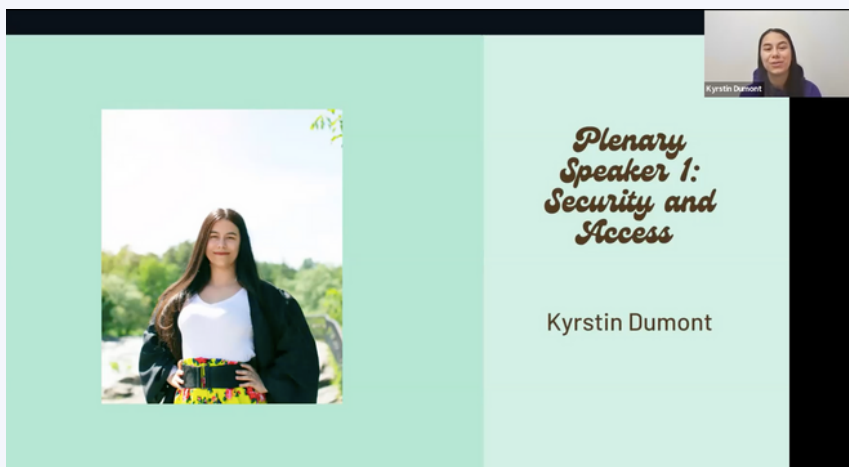 Kyrstin Dumont
Plenary
Speaker 1:
Security and
Access
Kyrstin Dumont